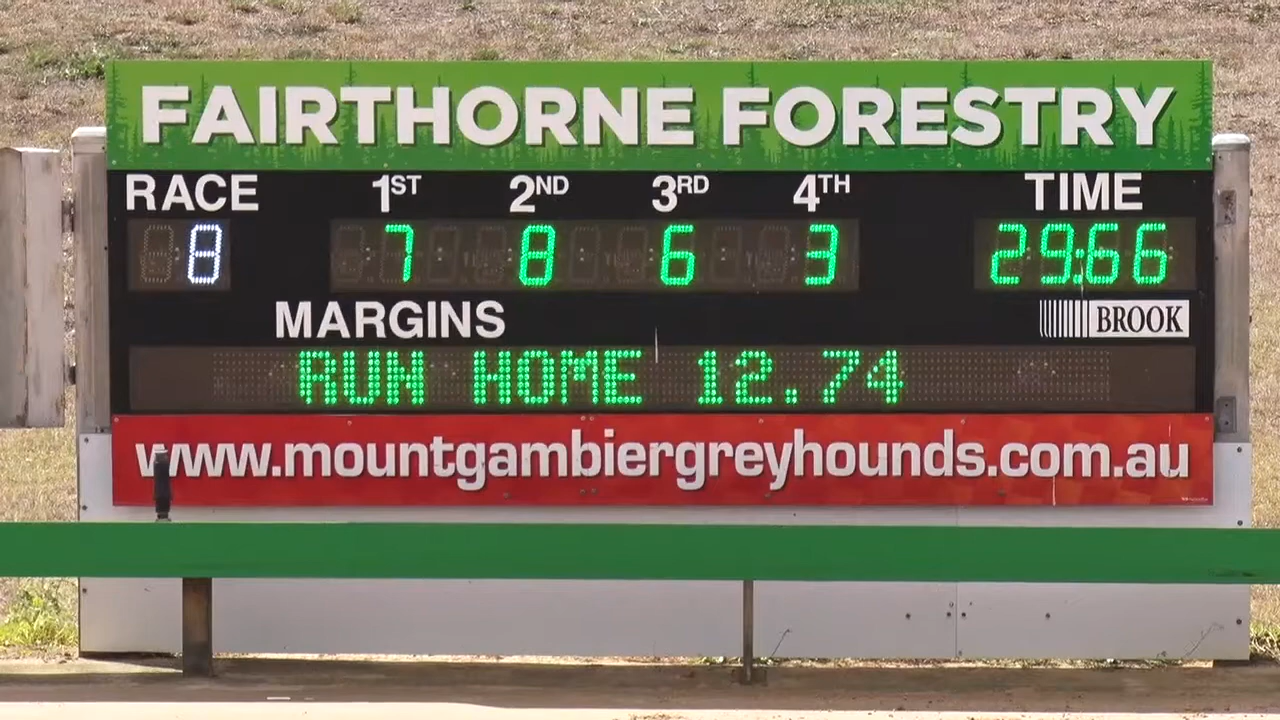 FAIRTHORNE FORESTRY
RACE 1ST 2ND 3RD 4TH TIME
8 7 8 6 3 29:66
MARGINS BROOK
RUN HOME 12.74
www.mountgambiergreyhounds.com.au